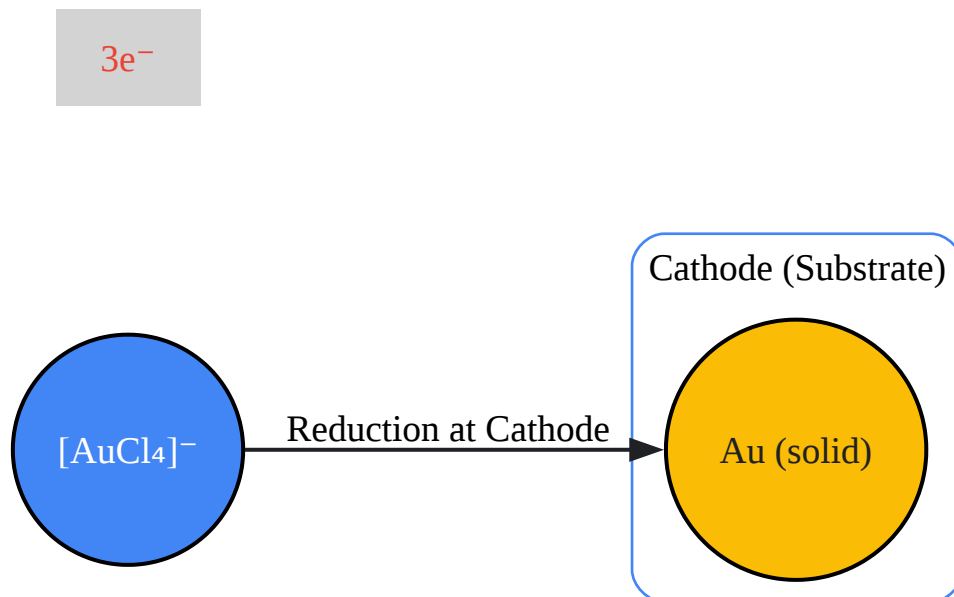 3e⁻
Cathode (Substrate)
[AuCl₄]⁻
Reduction at Cathode
Au (solid)